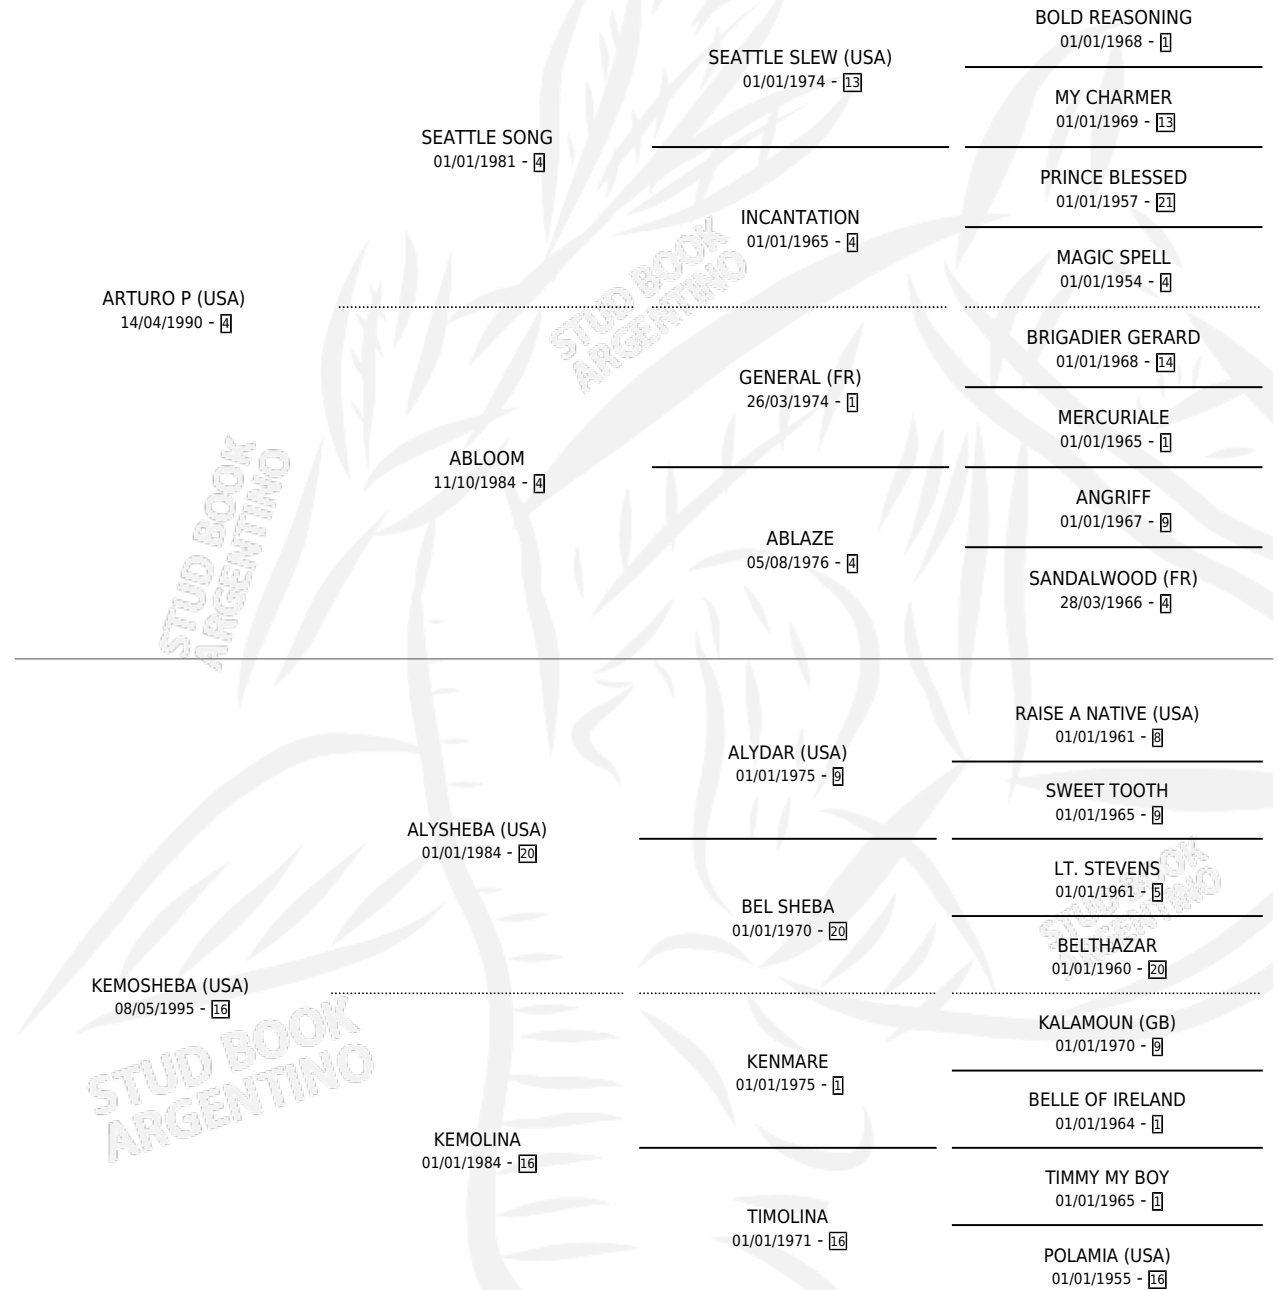 BOLD REASONING
01/01/1968 - 1
SEATTLE SLEW (USA)
01/01/1974 - 13
MY CHARMER
01/01/1969 - 13
SEATTLE SONG
01/01/1981 - 4
PRINCE BLESSED
01/01/1957 - 21
INCANTATION
01/01/1965 - 4
MAGIC SPELL
01/01/1954 - 4
ARTURO P (USA)
14/04/1990 - 4
BRIGADIER GERARD
01/01/1968 - 14
GENERAL (FR)
26/03/1974 - 1
MERCURIALE
01/01/1965 - 1
ABLOOM
11/10/1984 - 4
ANGRIFF
01/01/1967 - 9
ABLAZE
05/08/1976 - 4
SANDALWOOD (FR)
28/03/1966 - 4
STUD BOOK
ARGENTINO
STUD BOOK
ARGENTINO
RAISE A NATIVE (USA)
01/01/1961 - 8
ALYDAR (USA)
01/01/1975 - 9
SWEET TOOTH
01/01/1965 - 9
ALYSHEBA (USA)
01/01/1984 - 20
LT. STEVENS
01/01/1961 - 5
BEL SHEBA
01/01/1970 - 20
BELTHAZAR
01/01/1960 - 20
STUD BOOK
ARGENTINO
KEMOSHEBA (USA)
08/05/1995 - 16
KALAMOUN (GB)
01/01/1970 - 9
KENMARE
01/01/1975 - 1
BELLE OF IRELAND
01/01/1964 - 1
KEMOLINA
01/01/1984 - 16
TIMMY MY BOY
01/01/1965 - 1
TIMOLINA
01/01/1971 - 16
POLAMIA (USA)
01/01/1955 - 16
STUD BOOK
ARGENTINO